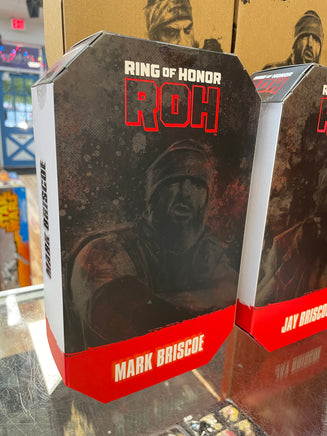 RING OF HONOR
ROH
MARK BRISCOE
MARK BRISCOE
JAY BRISCOE